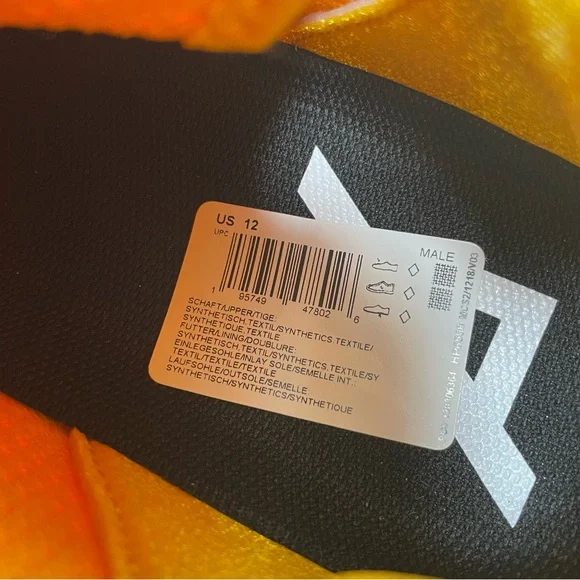 US 12
UPC
MALE
1 95749 47802 6
SCHAFT/UPPER/TIGE:
SYNTHETISCH.TEXTIL/SYNTHETICS.TEXTILE/
SYNTHETIQUE.TEXTILE
FUTTER/LINING/DOUBLURE:
SYNTHETISCH.TEXTIL/SYNTHETICS.TEXTILE/SY
EINLEGESOHLE/INLAY SOLE/SEMELLE INT.:
TEXTIL/TEXTILE/TEXTILE
LAUFSOHLE/OUTSOLE/SEMELLE
SYNTHETISCH/SYNTHETICS/SYNTHETIQUE